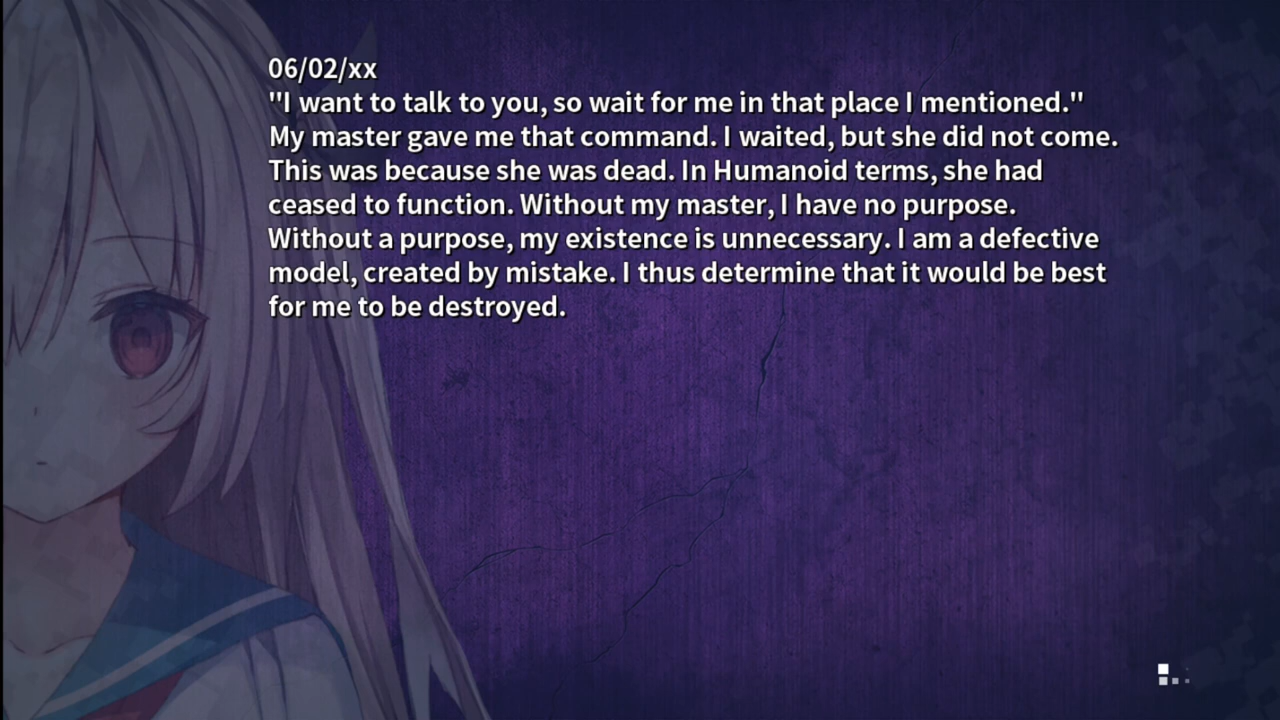 06/02/xx
"I want to talk to you, so wait for me in that place I mentioned."
My master gave me that command. I waited, but she did not come.
This was because she was dead. In Humanoid terms, she had
ceased to function. Without my master, I have no purpose.
Without a purpose, my existence is unnecessary. I am a defective
model, created by mistake. I thus determine that it would be best
for me to be destroyed.